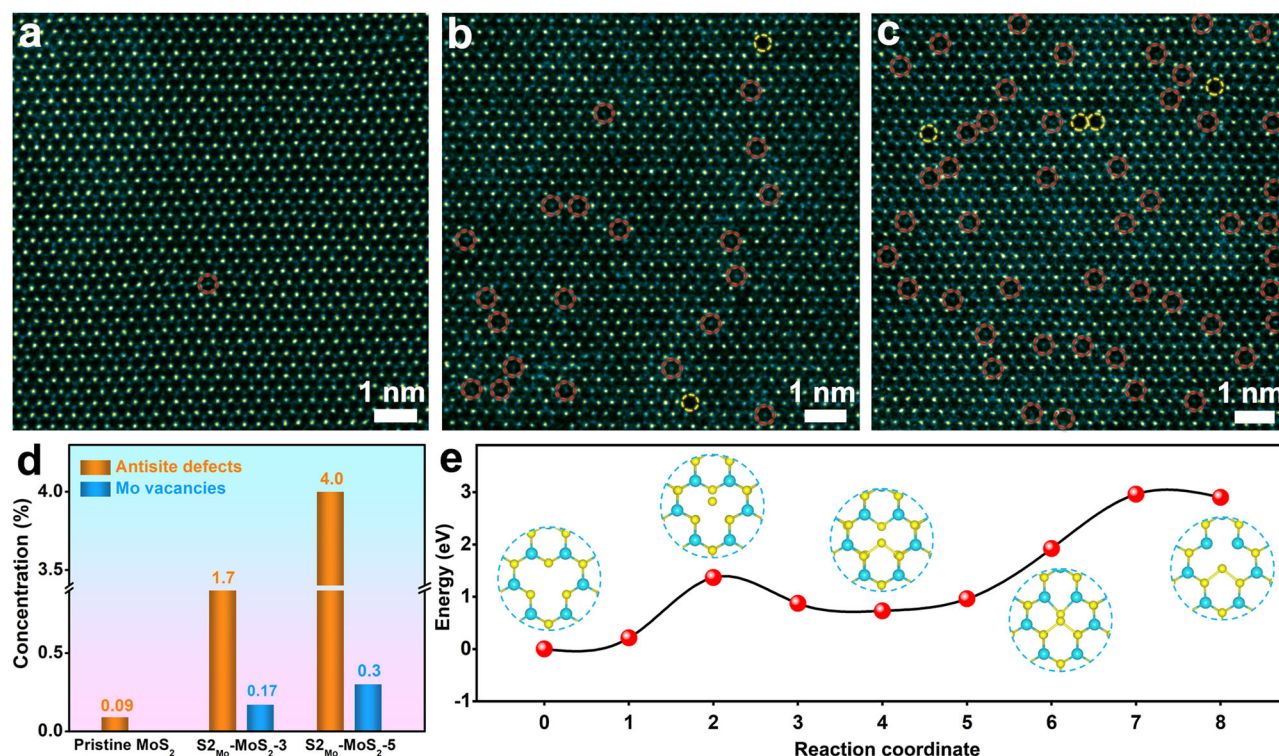 a
b
c
1 nm
1 nm
1 nm
d
Antisite defects
Mo vacancies
Concentration (%)
4.0
3.5
0.5
0.0
0.09
1.7
0.17
4.0
0.3
Pristine MoS₂
S2Mo-MoS₂-3
S2Mo-MoS₂-5
e
Energy (eV)
3
2
1
0
-1
0 1 2 3 4 5 6 7 8
Reaction coordinate